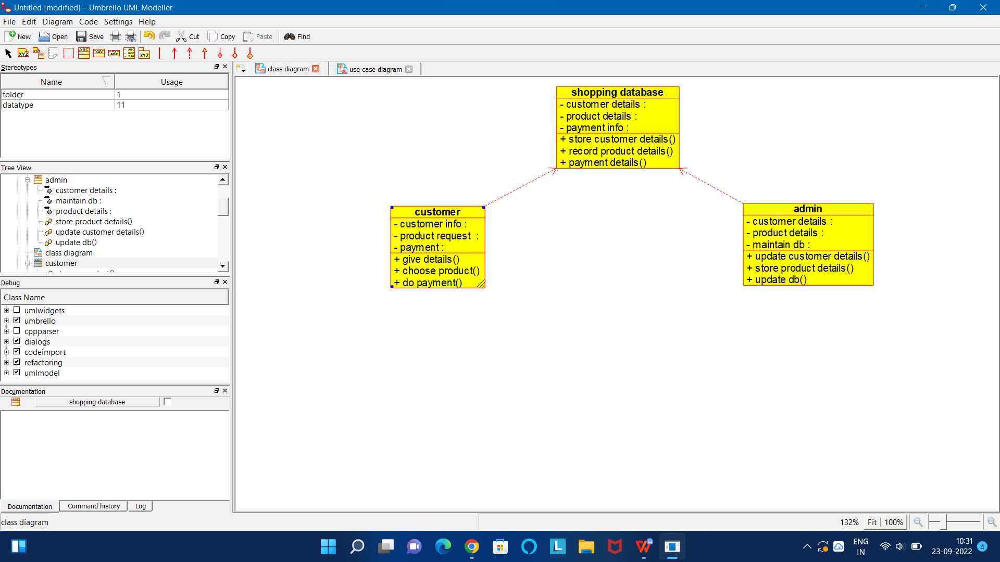 Untitled [modified] – Umbrello UML Modeller
File Edit Diagram Code Settings Help
New Open Save Cut Copy Paste Find
XYZ ABC XYZ
Stereotypes
Name Usage
folder 1
datatype 11
Tree View
admin
customer details :
maintain db :
product details :
store product details()
update customer details()
update db()
class diagram
customer
Debug
Class Name
umlwidgets
umbrello
cppparser
dialogs
codeimport
refactoring
umlmodel
Documentation
shopping database
Documentation Command history Log
class diagram
class diagram use case diagram
shopping database
- customer details :
- product details :
- payment info :
+ store customer details()
+ record product details()
+ payment details()
customer
- customer info :
- product request :
- payment :
+ give details()
+ choose product()
+ do payment()
admin
- customer details :
- product details :
- maintain db :
+ update customer details()
+ store product details()
+ update db()
132% Fit 100%
L W
ENG
IN
10:31
23-09-2022
4